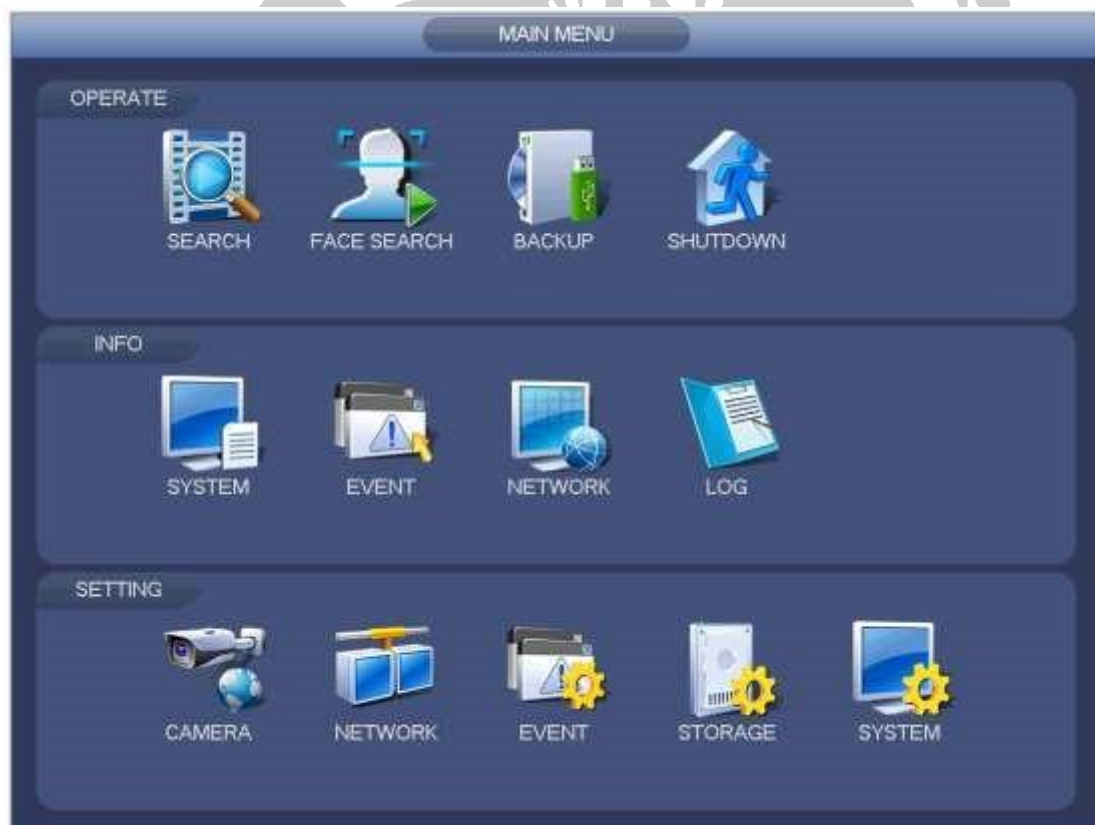 MAIN MENU
OPERATE
SEARCH FACE SEARCH BACKUP SHUTDOWN
INFO
SYSTEM EVENT NETWORK LOG
SETTING
CAMERA NETWORK EVENT STORAGE SYSTEM